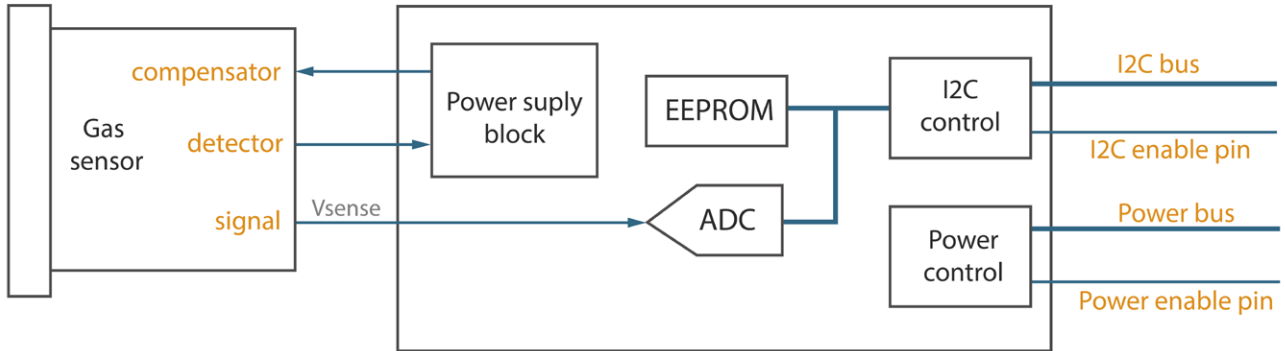 compensator
Gas
sensor
detector
signal
Vsense
Power suply
block
EEPROM
ADC
I2C
control
Power
control
I2C bus
I2C enable pin
Power bus
Power enable pin